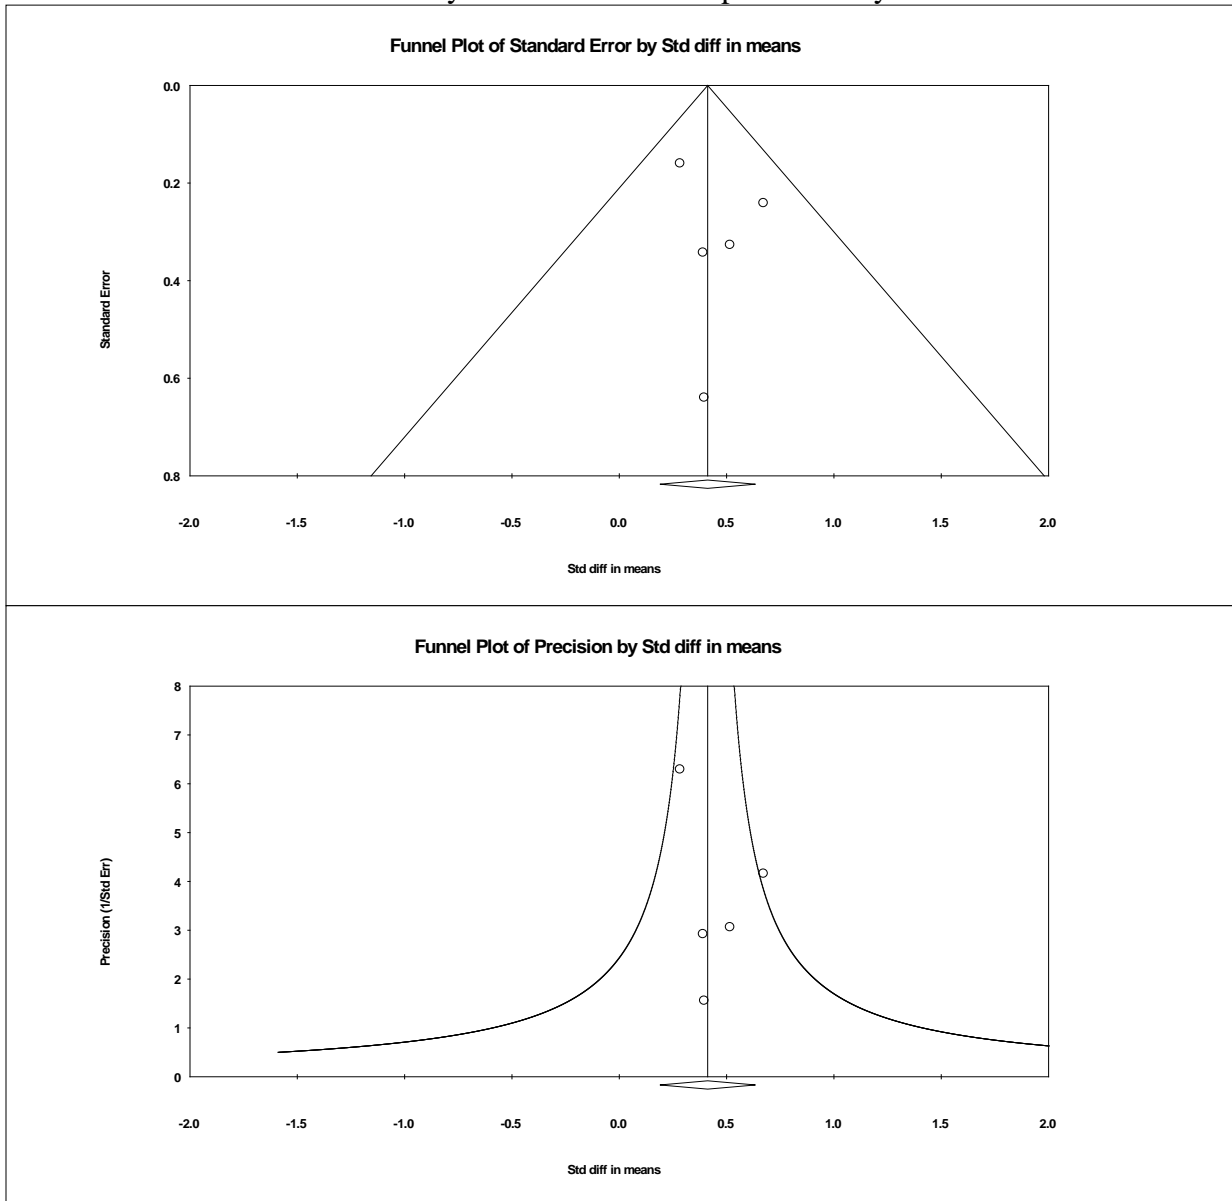 Funnel Plot of Standard Error by Std diff in means
0.0
0.2
0.4
0.6
0.8
Standard Error
-2.0 -1.5 -1.0 -0.5 0.0 0.5 1.0 1.5 2.0
Std diff in means
Funnel Plot of Precision by Std diff in means
8
7
6
5
4
3
2
1
0
Precision (1/Std Err)
-2.0 -1.5 -1.0 -0.5 0.0 0.5 1.0 1.5 2.0
Std diff in means